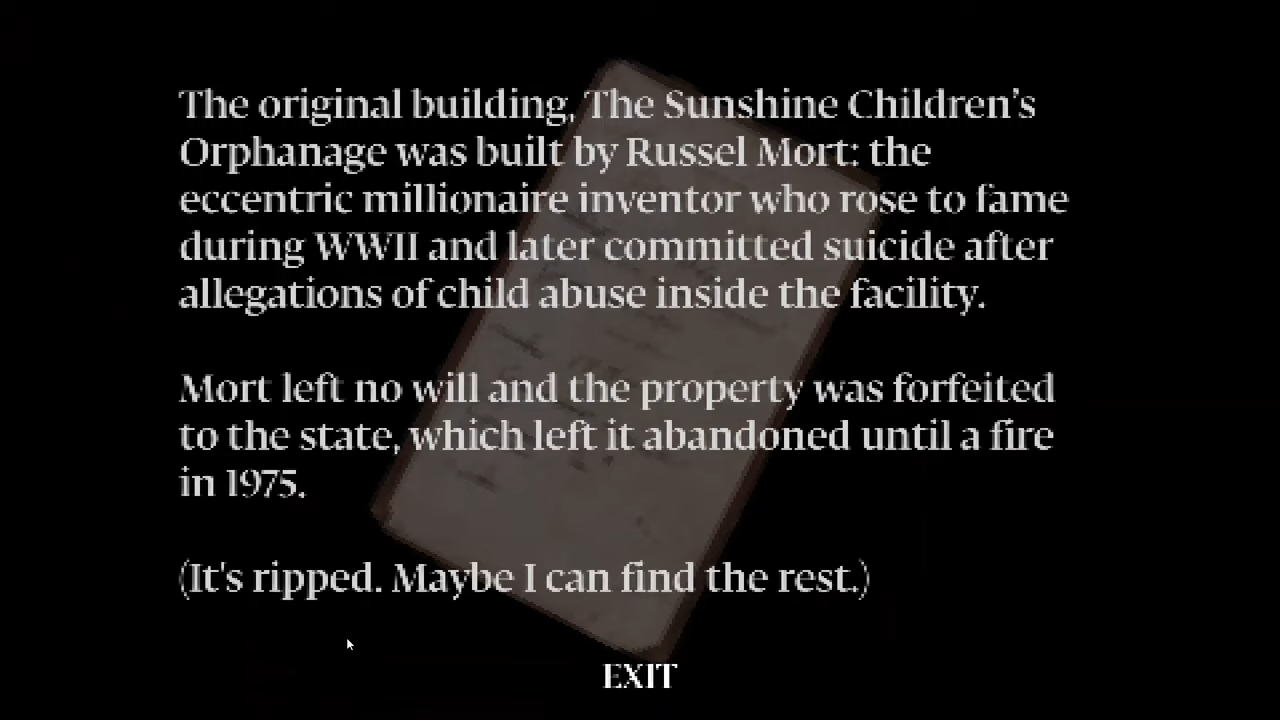 The original building, The Sunshine Children's
Orphanage was built by Russel Mort: the
eccentric millionaire inventor who rose to fame
during WWII and later committed suicide after
allegations of child abuse inside the facility.
Mort left no will and the property was forfeited
to the state, which left it abandoned until a fire
in 1975.
(It's ripped. Maybe I can find the rest.)
EXIT